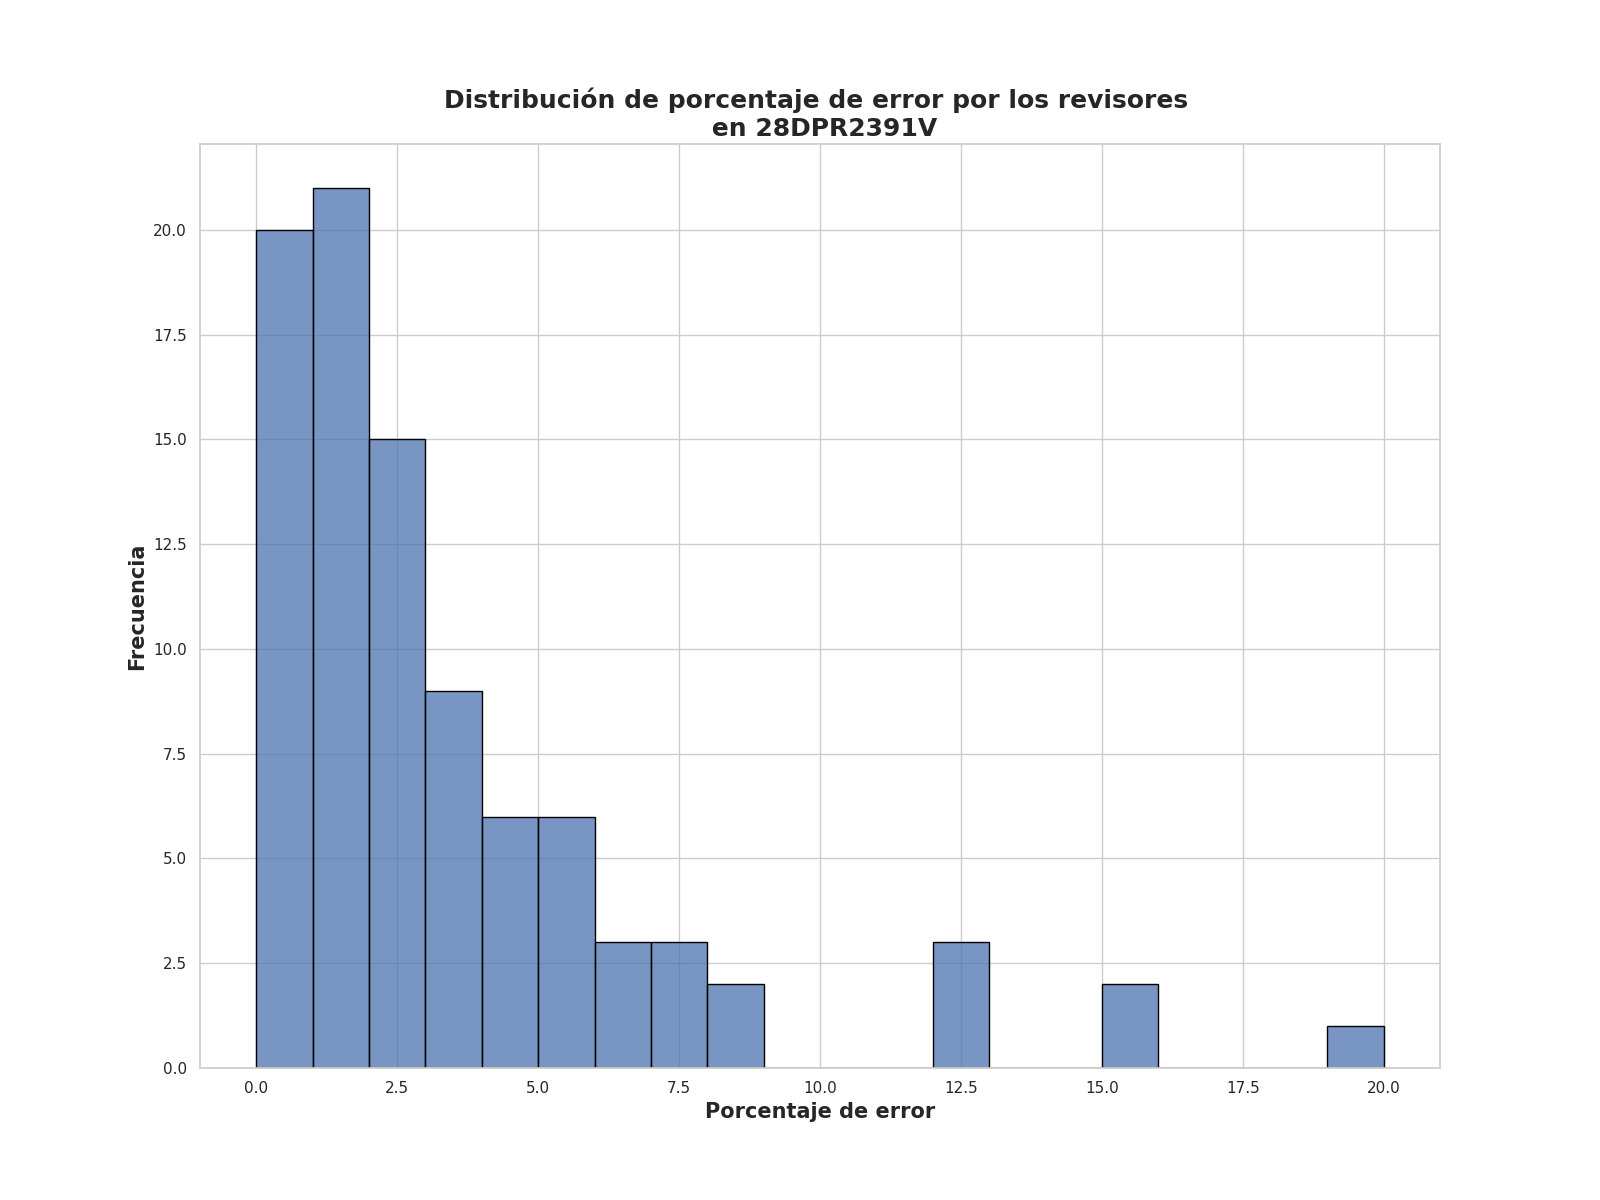 Distribución de porcentaje de error por los revisores
en 28DPR2391V
Frecuencia
20.0
17.5
15.0
12.5
10.0
7.5
5.0
2.5
0.0
0.0 2.5 5.0 7.5 10.0 12.5 15.0 17.5 20.0
Porcentaje de error